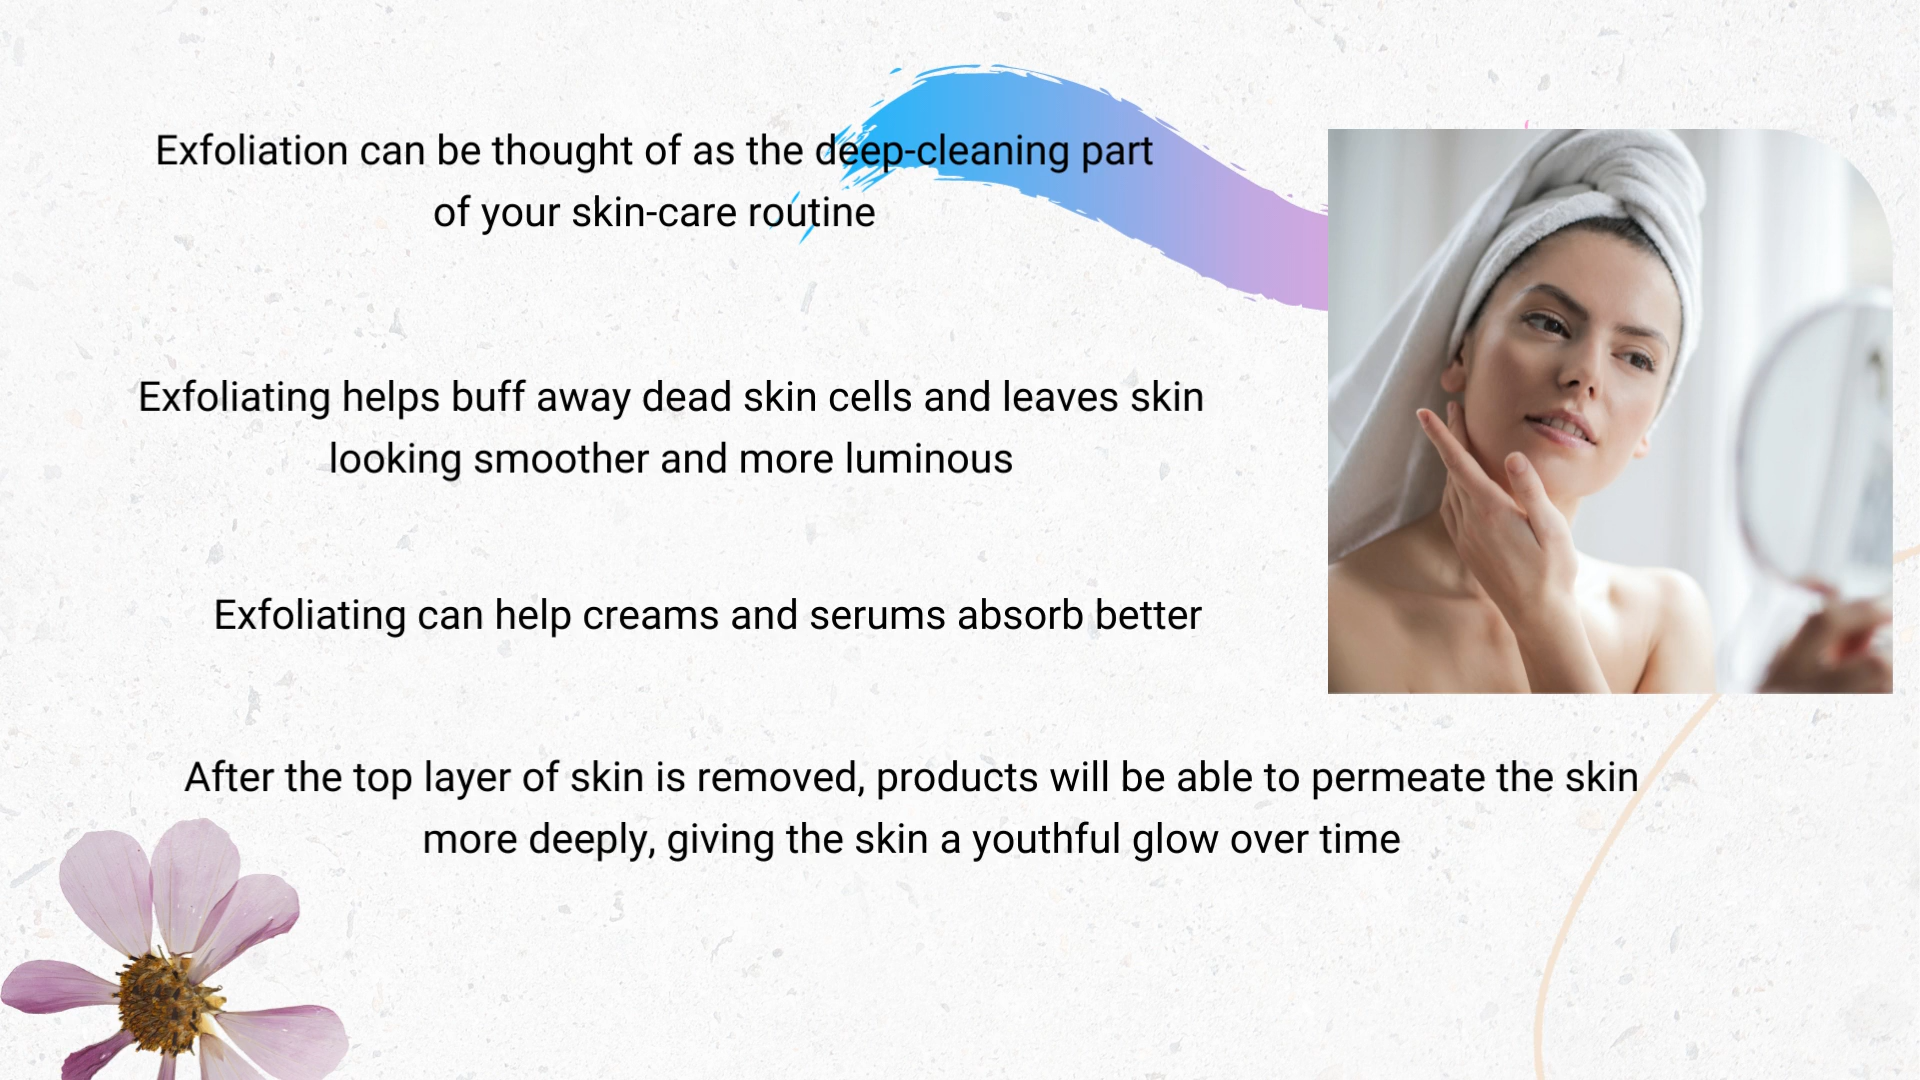 Exfoliation can be thought of as the deep-cleaning part
of your skin-care routine
Exfoliating helps buff away dead skin cells and leaves skin
looking smoother and more luminous
Exfoliating can help creams and serums absorb better
After the top layer of skin is removed, products will be able to permeate the skin
more deeply, giving the skin a youthful glow over time